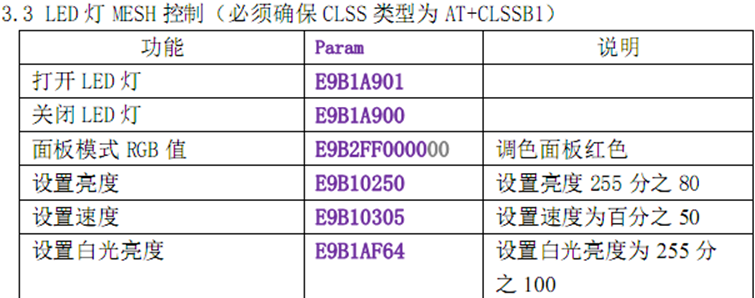 3.3 LED 灯 MESH 控制（必须确保 CLSS 类型为 AT+CLSSB1）
功能 Param 说明
打开 LED 灯 E9B1A901
关闭 LED 灯 E9B1A900
面板模式 RGB 值 E9B2FF000000 调色面板红色
设置亮度 E9B10250 设置亮度 255 分之 80
设置速度 E9B10305 设置速度为百分之 50
设置白光亮度 E9B1AF64 设置白光亮度为 255 分
之 100